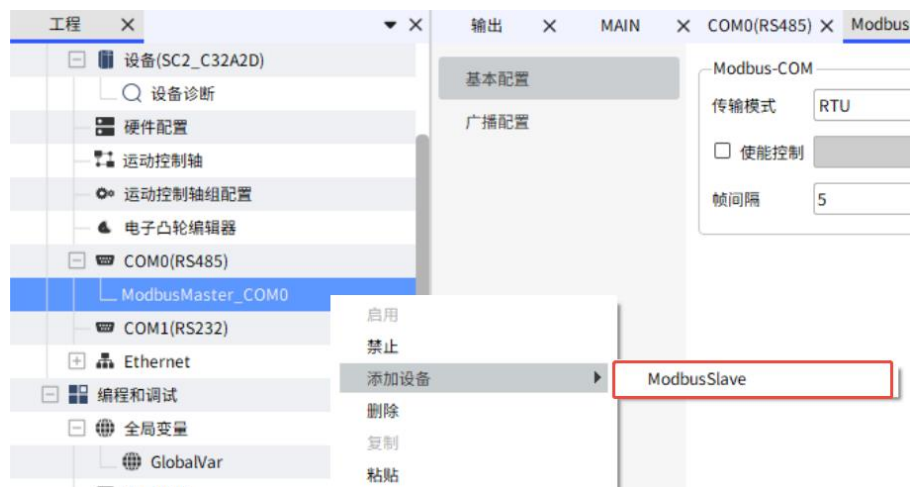 工程
输出
MAIN
COM0(RS485)
Modbus
设备(SC2_C32A2D)
设备诊断
硬件配置
运动控制轴
运动控制轴组配置
电子凸轮编辑器
COM0(RS485)
ModbusMaster_COM0
COM1(RS232)
Ethernet
编程和调试
全局变量
GlobalVar
基本配置
广播配置
Modbus-COM
传输模式 RTU
使能控制
帧间隔 5
启用
禁止
添加设备
删除
复制
粘贴
ModbusSlave